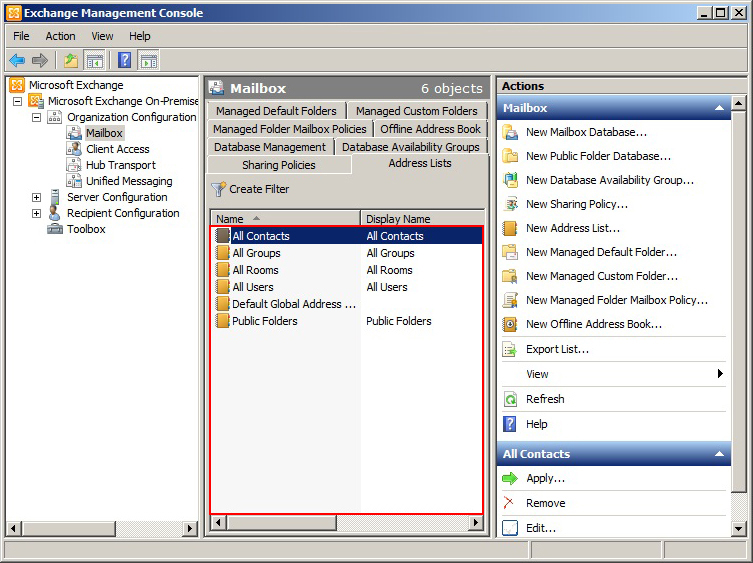 Exchange Management Console
File Action View Help
Microsoft Exchange
Microsoft Exchange On-Premise
Organization Configuration
Mailbox
Client Access
Hub Transport
Unified Messaging
Server Configuration
Recipient Configuration
Toolbox
Mailbox 6 objects
Managed Default Folders Managed Custom Folders
Managed Folder Mailbox Policies Offline Address Book
Database Management Database Availability Groups
Sharing Policies Address Lists
Create Filter
Name Display Name
All Contacts All Contacts
All Groups All Groups
All Rooms All Rooms
All Users All Users
Default Global Address ...
Public Folders Public Folders
Actions
Mailbox
New Mailbox Database...
New Public Folder Database...
New Database Availability Group...
New Sharing Policy...
New Address List...
New Managed Default Folder...
New Managed Custom Folder...
New Managed Folder Mailbox Policy...
New Offline Address Book...
Export List...
View
Refresh
Help
All Contacts
Apply...
Remove
Edit...